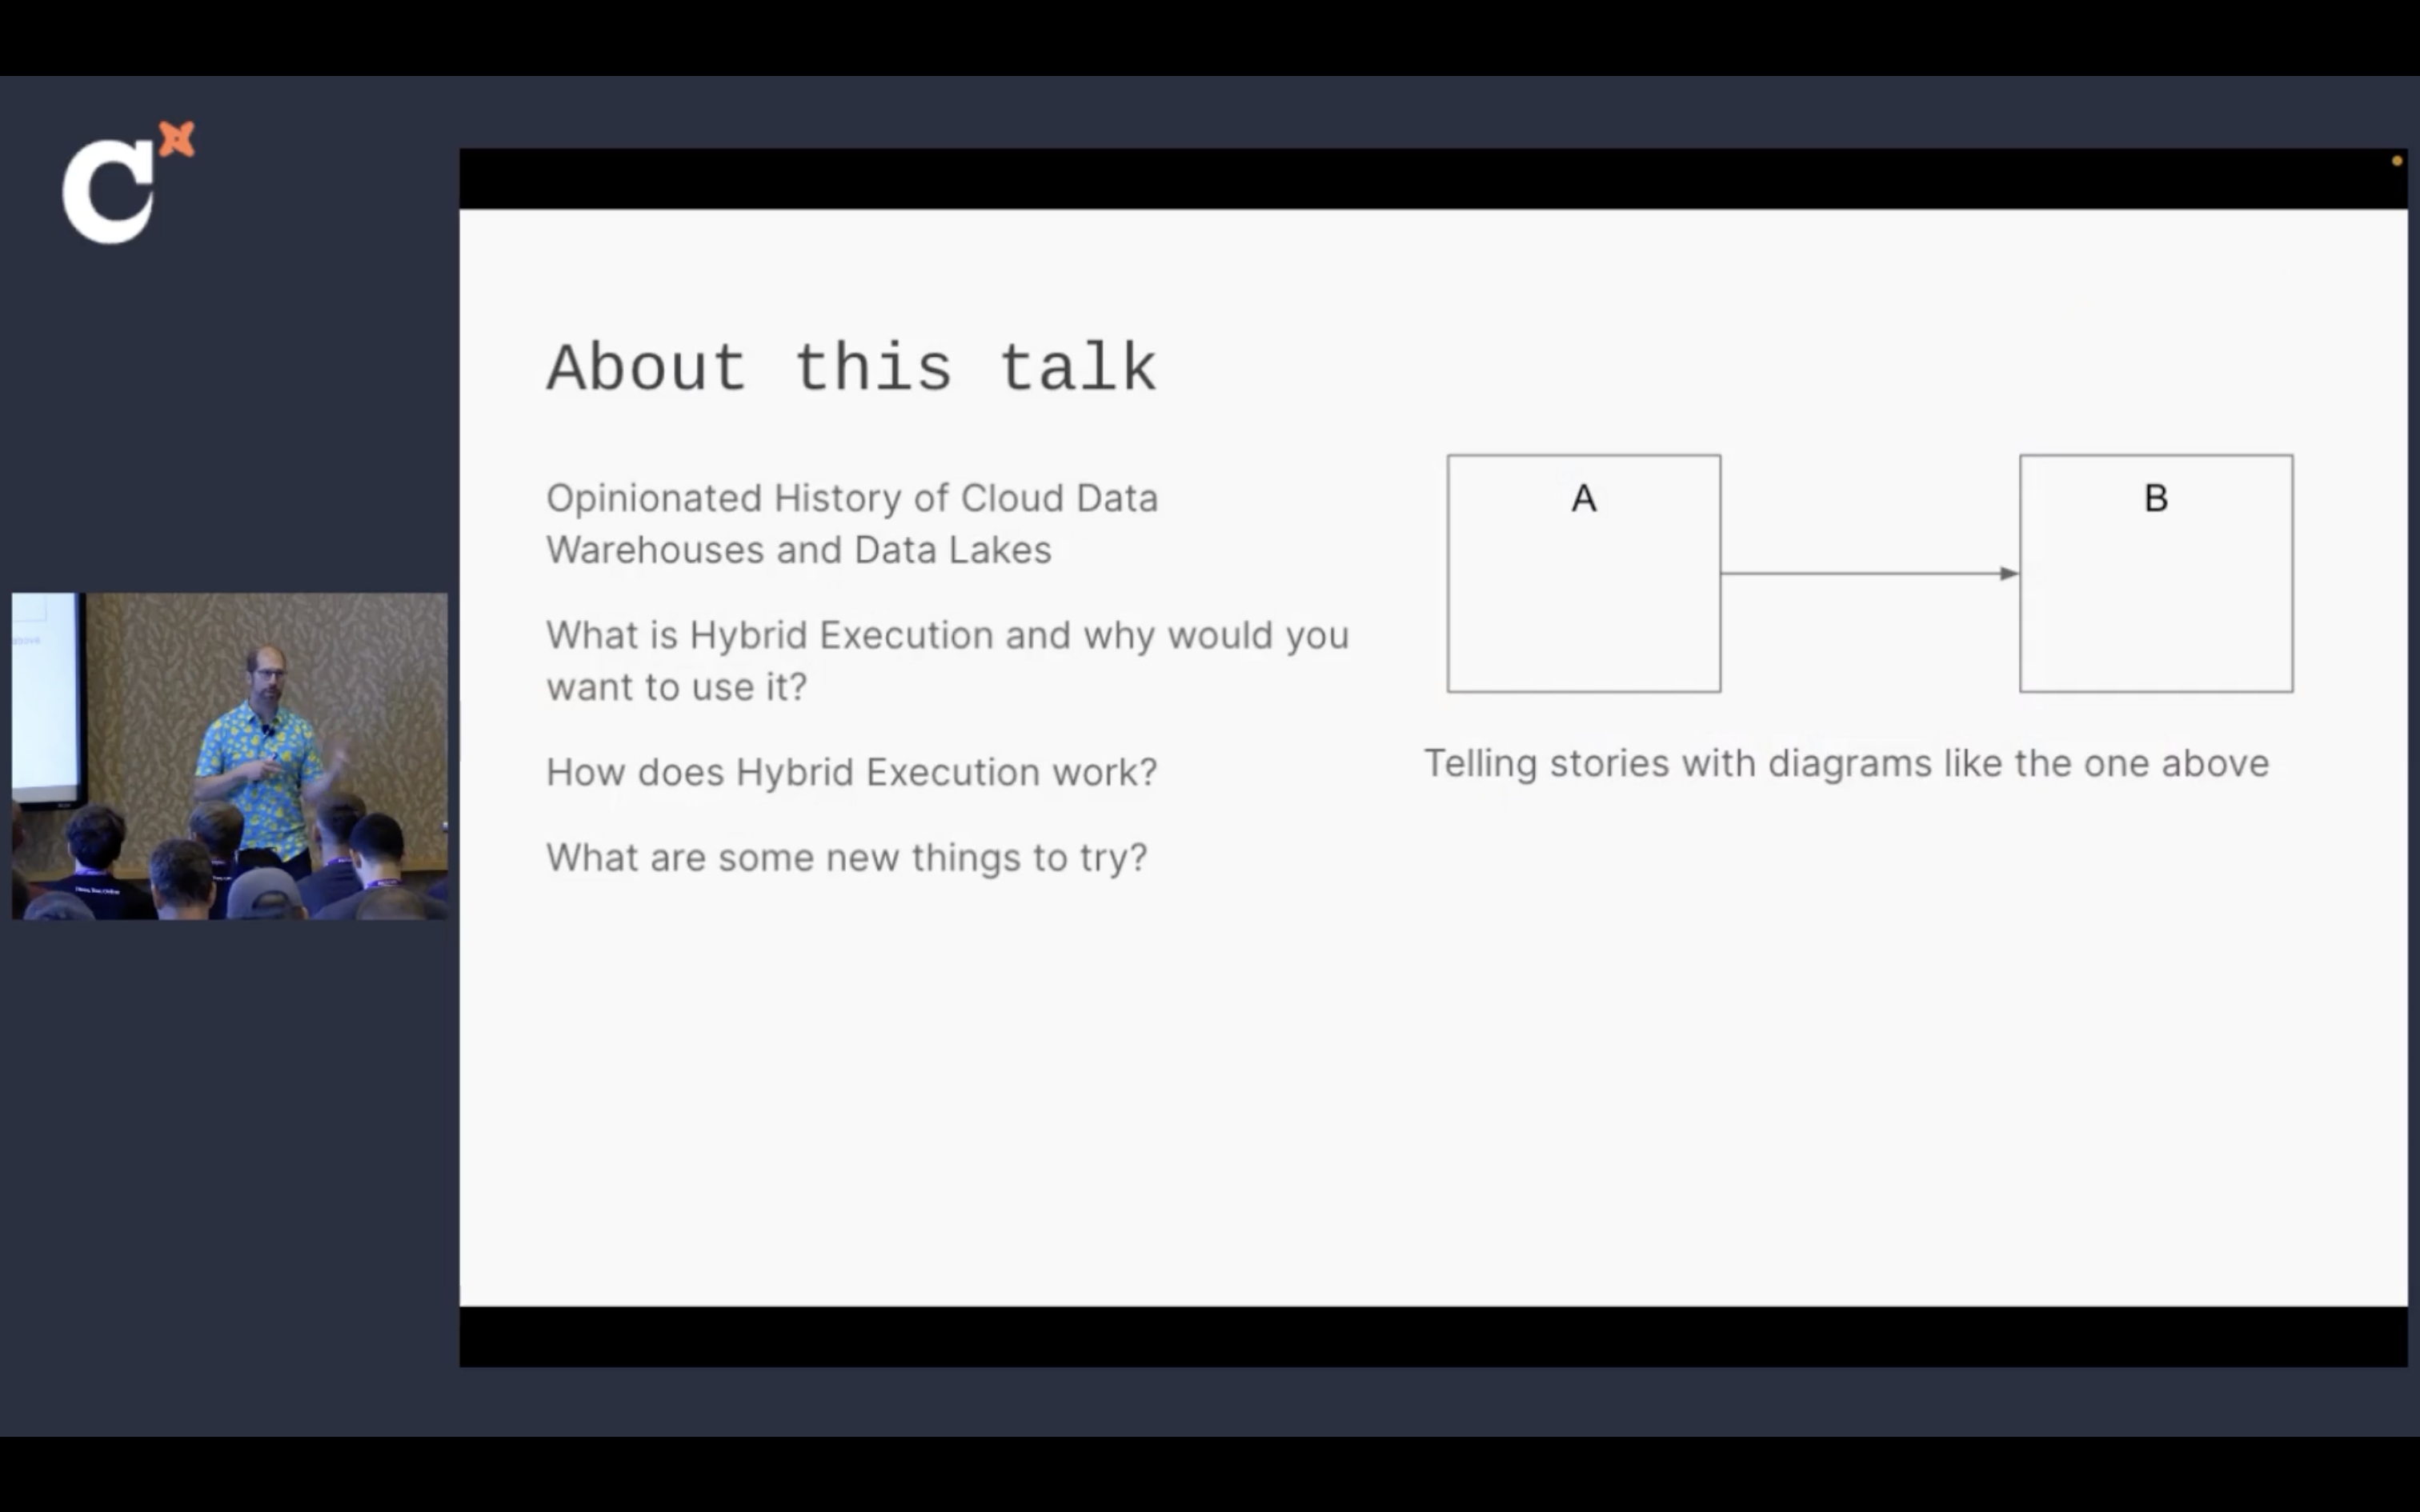 C
About this talk
Opinionated History of Cloud Data
Warehouses and Data Lakes
What is Hybrid Execution and why would you
want to use it?
How does Hybrid Execution work?
What are some new things to try?
A
B
Telling stories with diagrams like the one above
above